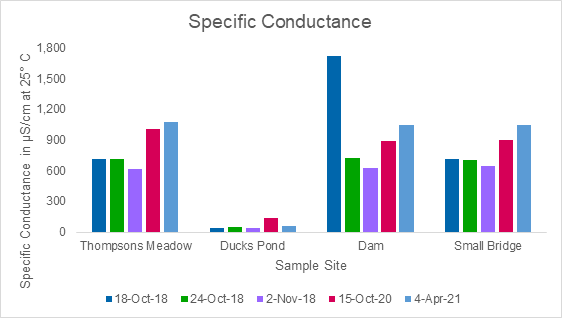 Specific Conductance
Specific Conductance in µS/cm at 25° C
1,800
1,500
1,200
900
600
300
0
Thompsons Meadow Ducks Pond Dam Small Bridge
Sample Site
18-Oct-18 24-Oct-18 2-Nov-18 15-Oct-20 4-Apr-21